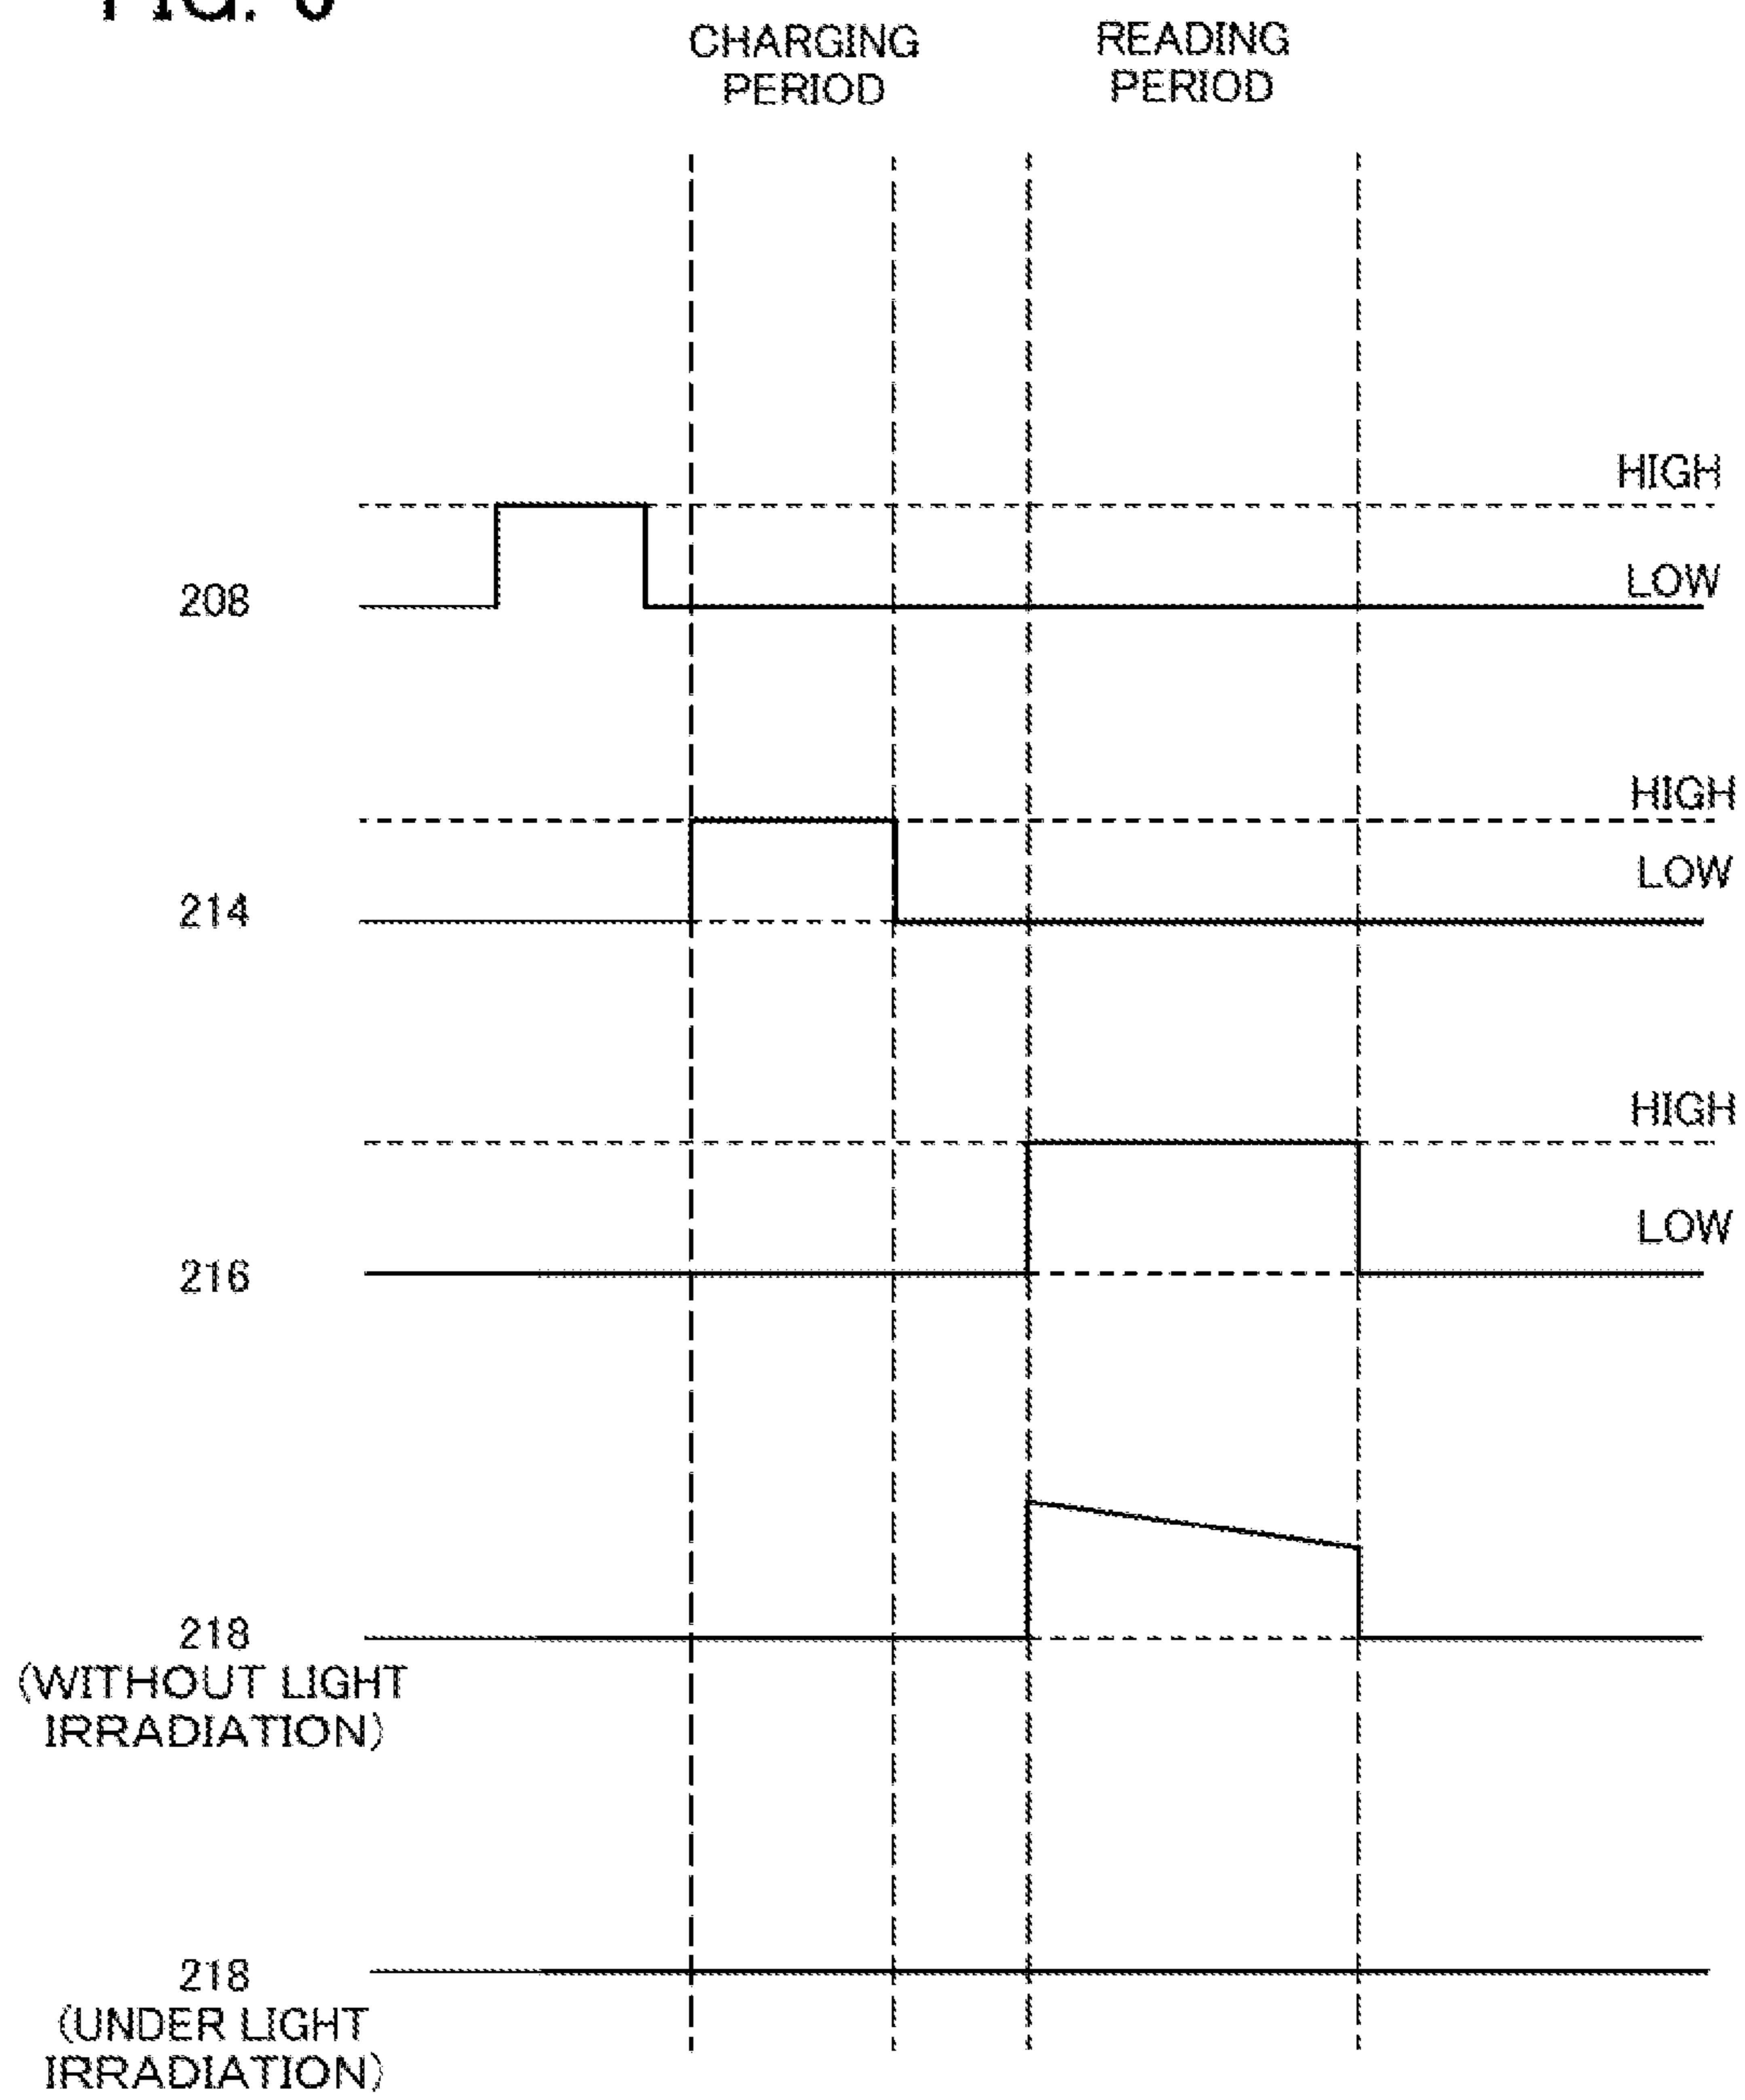 FIG.
CHARGING
PERIOD
READING
PERIOD
HIGH
LOW
208
HIGH
LOW
214
HIGH
LOW
216
218
(WITHOUT LIGHT
IRRADIATION)
218
(UNDER LIGHT
IRRADIATION)